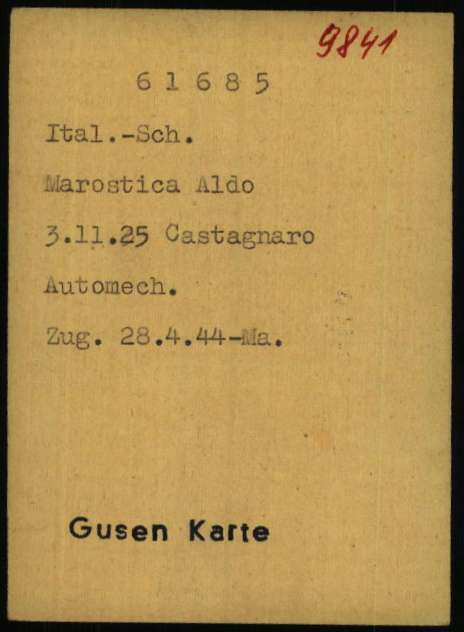 9841
61685
Ital.-Sch.
Marostica Aldo
3.11.25 Castagnaro
Automech.
Zug. 28.4.44-Ma.
Gusen Karte